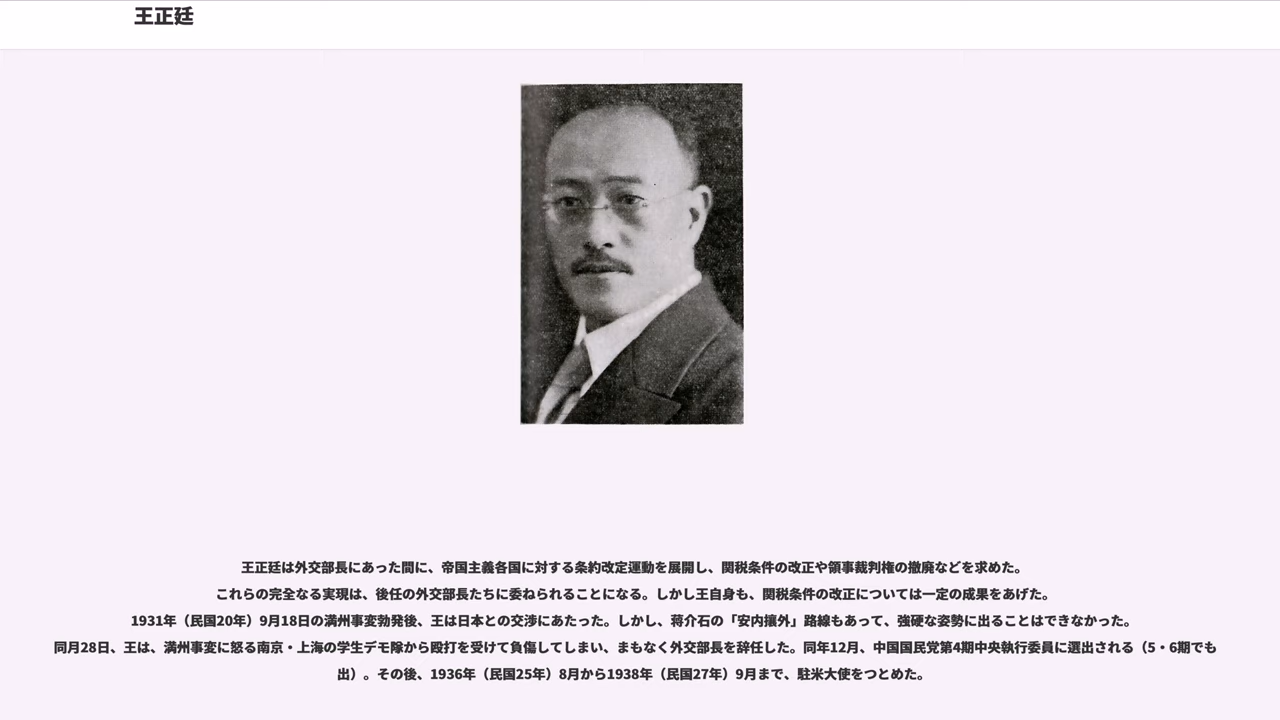 王正廷
王正廷は外交部長にあった間に、帝国主義各国に対する条約改定運動を展開し、関税条件の改正や領事裁判権の撤廃などを求めた。
これらの完全なる実現は、後任の外交部長たちに委ねられることになる。しかし王自身も、関税条件の改正については一定の成果をあげた。
1931年（民国20年）9月18日の満州事変勃発後、王は日本との交渉にあたった。しかし、蒋介石の「安内攘外」路線もあって、強硬な姿勢に出ることはできなかった。
同月28日、王は、満州事変に怒る南京・上海の学生デモ隊から殴打を受けて負傷してしまい、まもなく外交部長を辞任した。同年12月、中国国民党第4期中央執行委員に選出される（5・6期でも
出）。その後、1936年（民国25年）8月から1938年（民国27年）9月まで、駐米大使をつとめた。